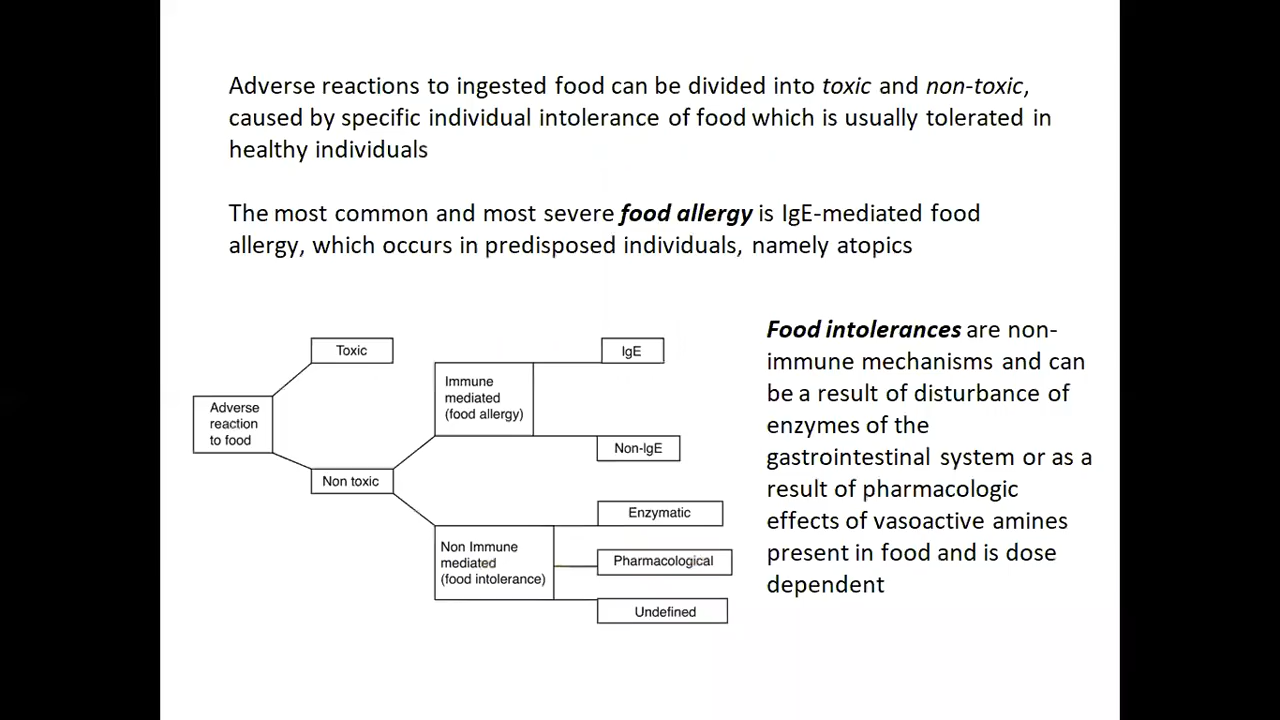 Adverse reactions to ingested food can be divided into toxic and non-toxic,
caused by specific individual intolerance of food which is usually tolerated in
healthy individuals
The most common and most severe food allergy is IgE-mediated food
allergy, which occurs in predisposed individuals, namely atopics
Adverse
reaction
to food
Toxic
Non toxic
Immune
mediated
(food allergy)
IgE
Non-IgE
Non Immune
mediated
(food intolerance)
Enzymatic
Pharmacological
Undefined
Food intolerances are non-
immune mechanisms and can
be a result of disturbance of
enzymes of the
gastrointestinal system or as a
result of pharmacologic
effects of vasoactive amines
present in food and is dose
dependent